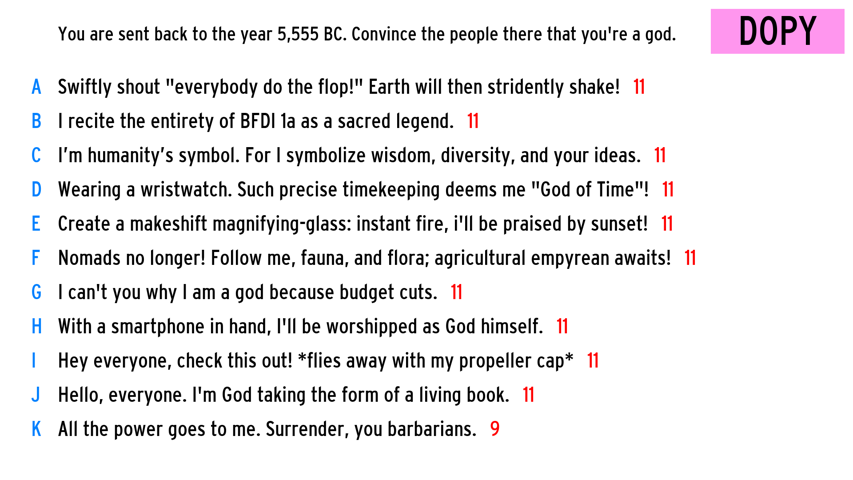 You are sent back to the year 5,555 BC. Convince the people there that you're a god.
DOPY
A Swiftly shout "everybody do the flop!" Earth will then stridently shake! 11
B I recite the entirety of BFDI 1a as a sacred legend. 11
C I'm humanity's symbol. For I symbolize wisdom, diversity, and your ideas. 11
D Wearing a wristwatch. Such precise timekeeping deems me "God of Time"! 11
E Create a makeshift magnifying-glass: instant fire, i'll be praised by sunset! 11
F Nomads no longer! Follow me, fauna, and flora; agricultural empyrean awaits! 11
G I can't you why I am a god because budget cuts. 11
H With a smartphone in hand, I'll be worshipped as God himself. 11
I Hey everyone, check this out! *flies away with my propeller cap* 11
J Hello, everyone. I'm God taking the form of a living book. 11
K All the power goes to me. Surrender, you barbarians. 9